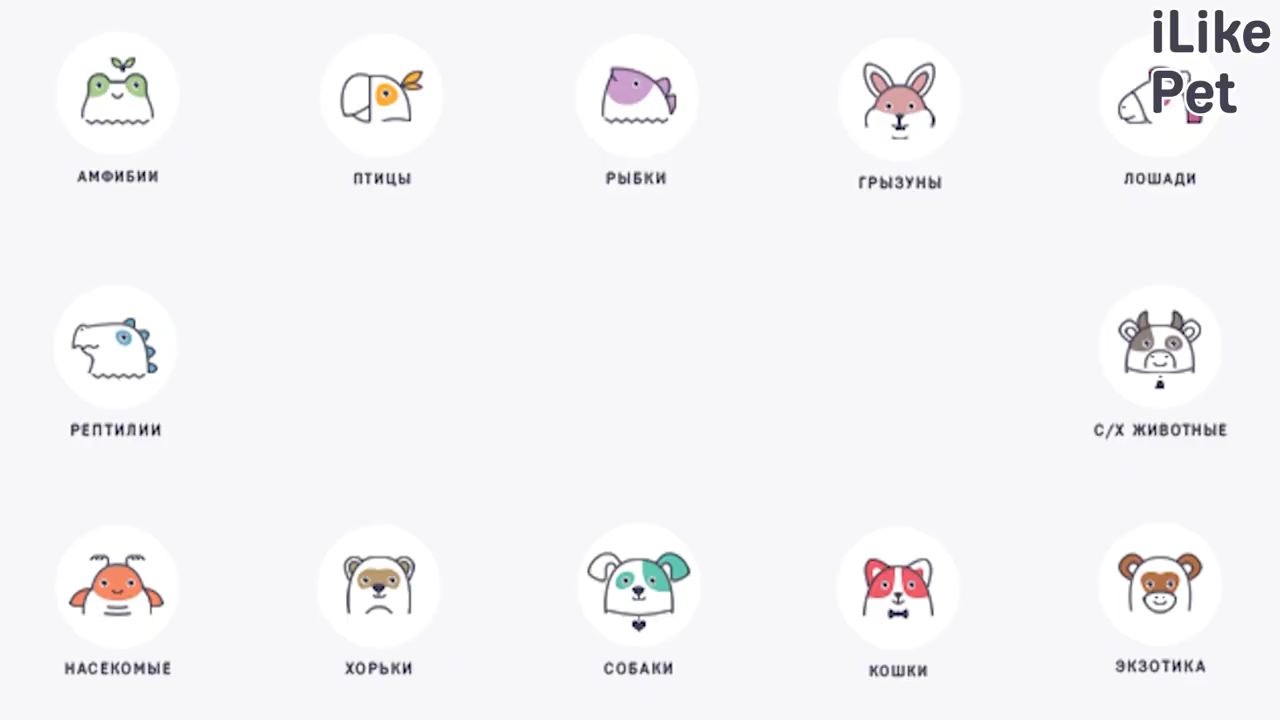 iLike
Pet
АМФИБИИ
ПТИЦЫ
РЫБКИ
ГРЫЗУНЫ
ЛОШАДИ
РЕПТИЛИИ
С/Х ЖИВОТНЫЕ
НАСЕКОМЫЕ
ХОРЬКИ
СОБАКИ
КОШКИ
ЭКЗОТИКА